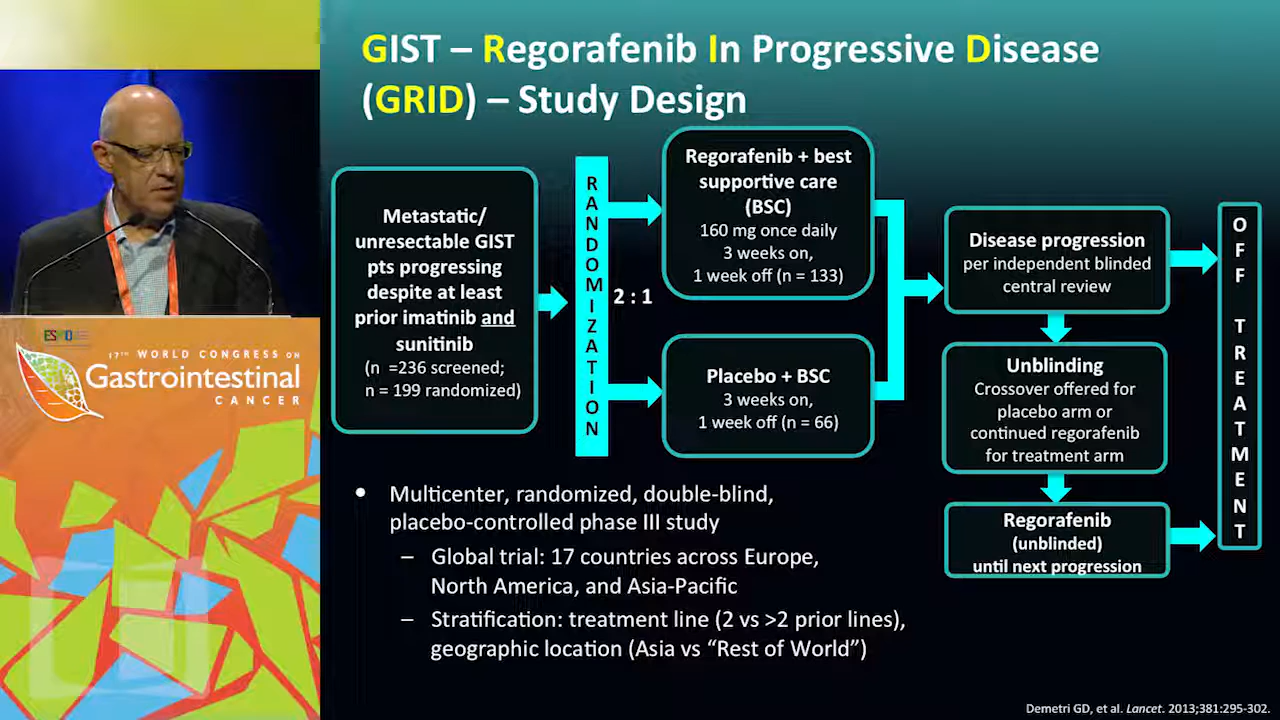 GIST – Regorafenib In Progressive Disease
(GRID) – Study Design
Metastatic/
unresectable GIST
pts progressing
despite at least
prior imatinib and
sunitinib
(n =236 screened;
n = 199 randomized)
RANDOMIZATION
2 : 1
Regorafenib + best
supportive care
(BSC)
160 mg once daily
3 weeks on,
1 week off (n = 133)
Placebo + BSC
3 weeks on,
1 week off (n = 66)
Disease progression
per independent blinded
central review
Unblinding
Crossover offered for
placebo arm or
continued regorafenib
for treatment arm
Regorafenib
(unblinded)
until next progression
OFF TREATMENT
• Multicenter, randomized, double-blind,
placebo-controlled phase III study
– Global trial: 17 countries across Europe,
North America, and Asia-Pacific
– Stratification: treatment line (2 vs >2 prior lines),
geographic location (Asia vs “Rest of World”)
Demetri GD, et al. Lancet. 2013;381:295-302.
ESMO
17TH WORLD CONGRESS ON
Gastrointestinal
CANCER